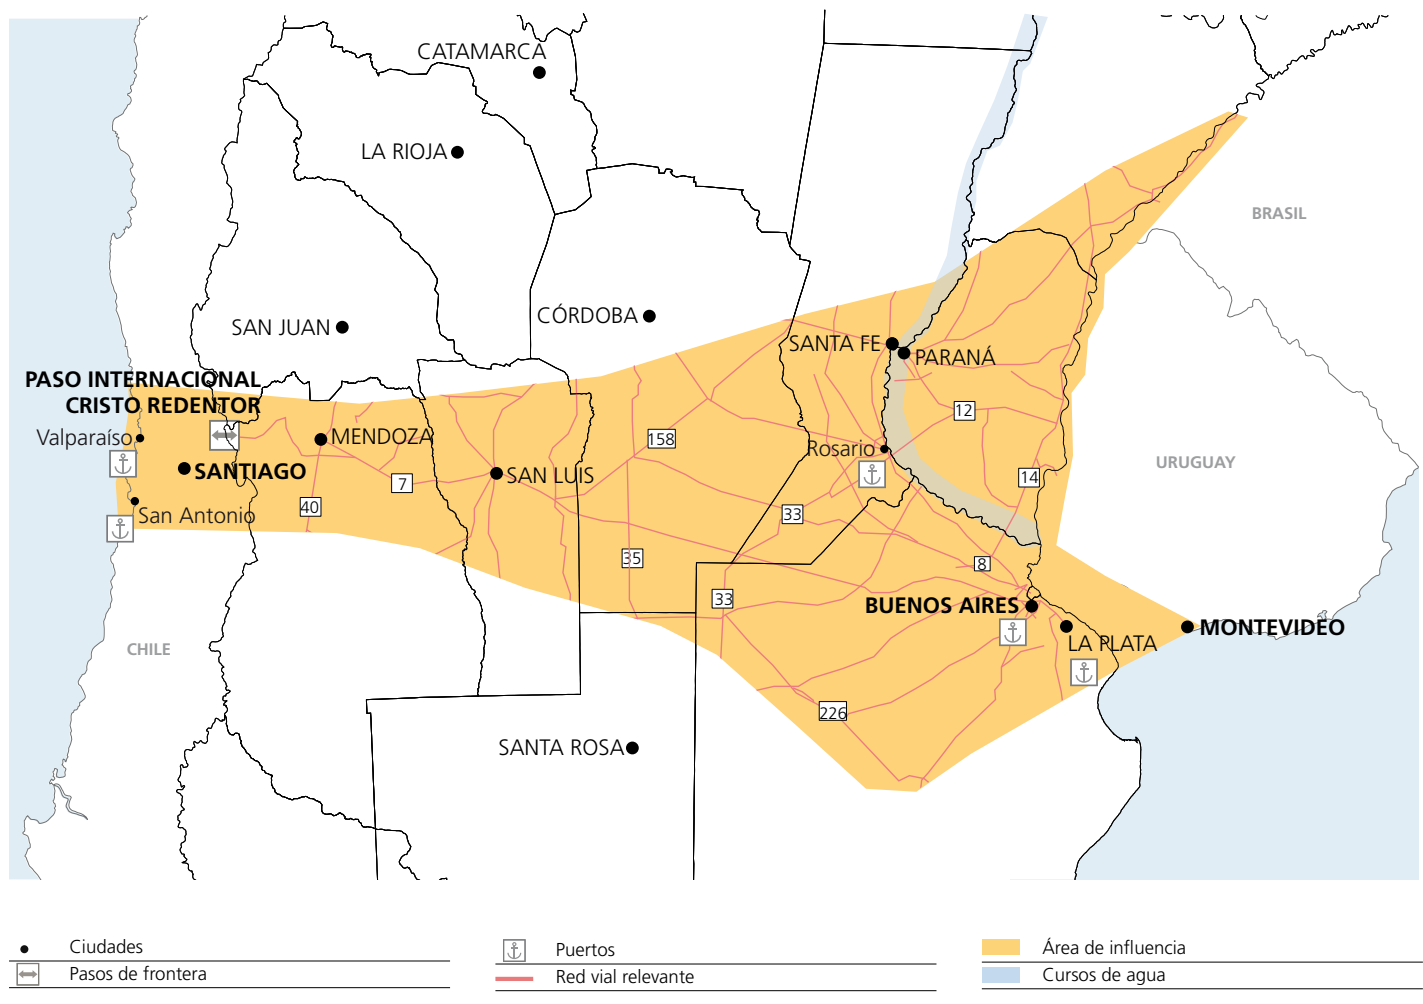 CATAMARCA
LA RIOJA
BRASIL
SAN JUAN
CÓRDOBA
SANTA FE
PARANÁ
PASO INTERNACIONAL
CRISTO REDENTOR
12
Valparaíso
MENDOZA
158
Rosario
URUGUAY
SANTIAGO
7
SAN LUIS
14
40
San Antonio
33
35
8
33
BUENOS AIRES
MONTEVIDEO
CHILE
LA PLATA
226
SANTA ROSA
Ciudades
Pasos de frontera
Puertos
Red vial relevante
Área de influencia
Cursos de agua